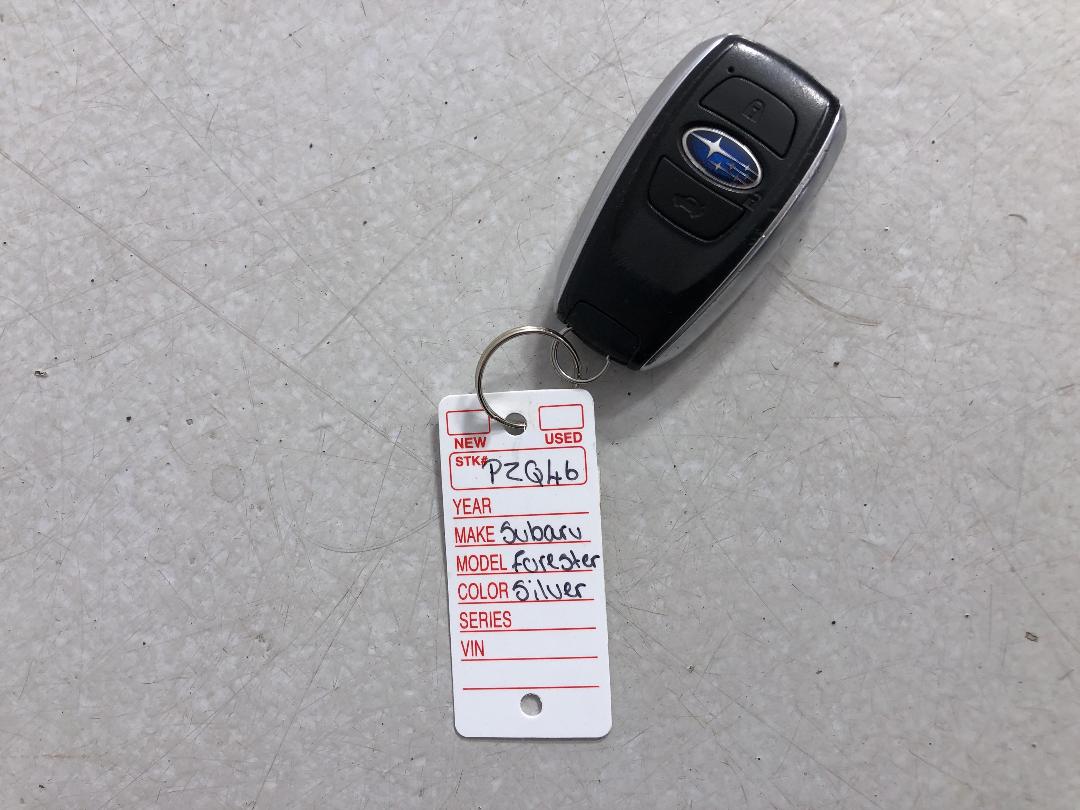 NEW USED
STK# PZQ46
YEAR
MAKE Subaru
MODEL Forester
COLOR Silver
SERIES
VIN